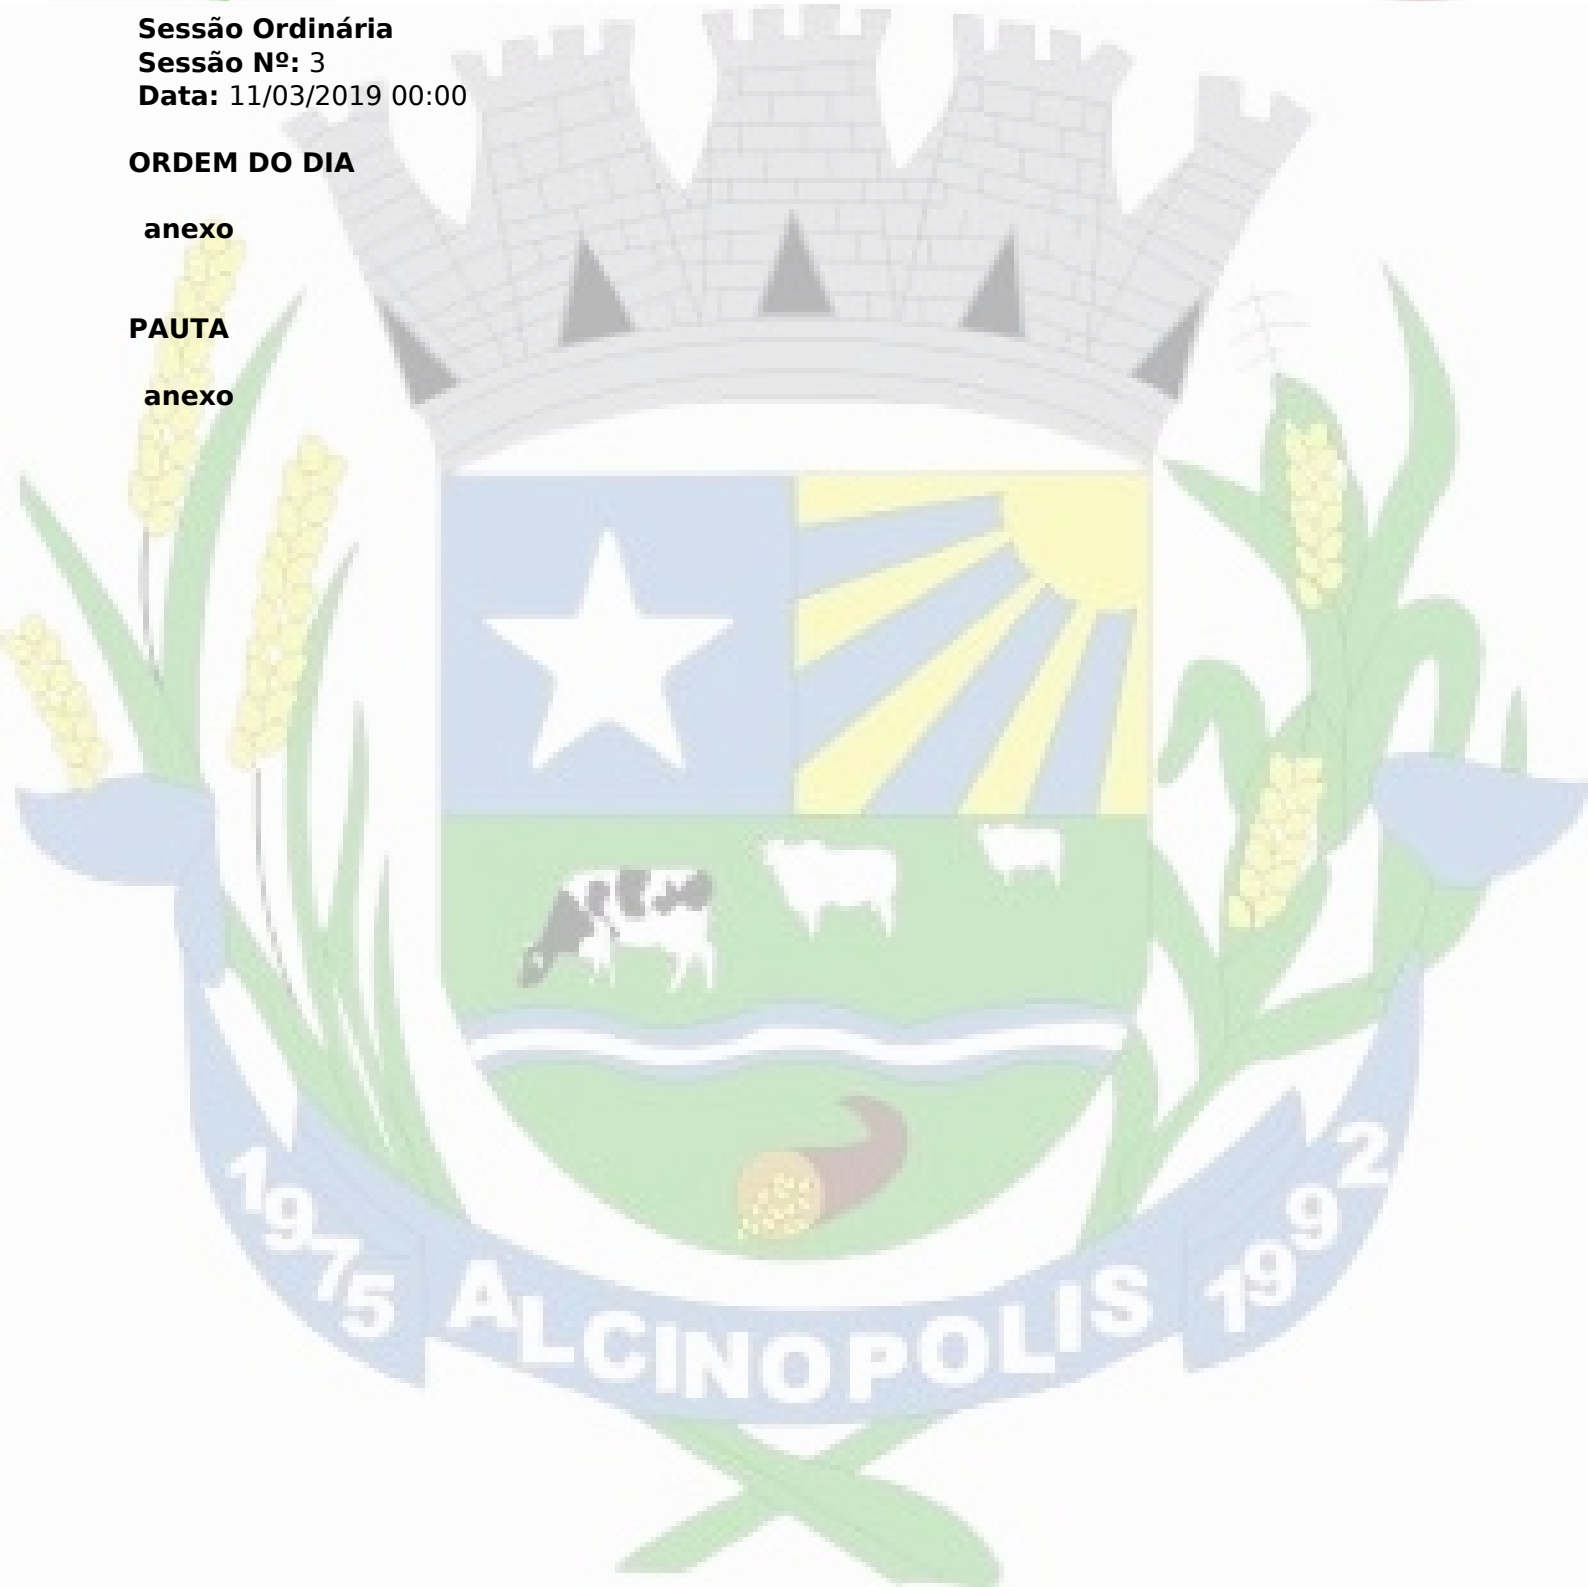 Sessão Ordinária
Sessão Nº: 3
Data: 11/03/2019 00:00
ORDEM DO DIA
anexo
PAUTA
anexo
1975
ALCINOPOLIS
1992